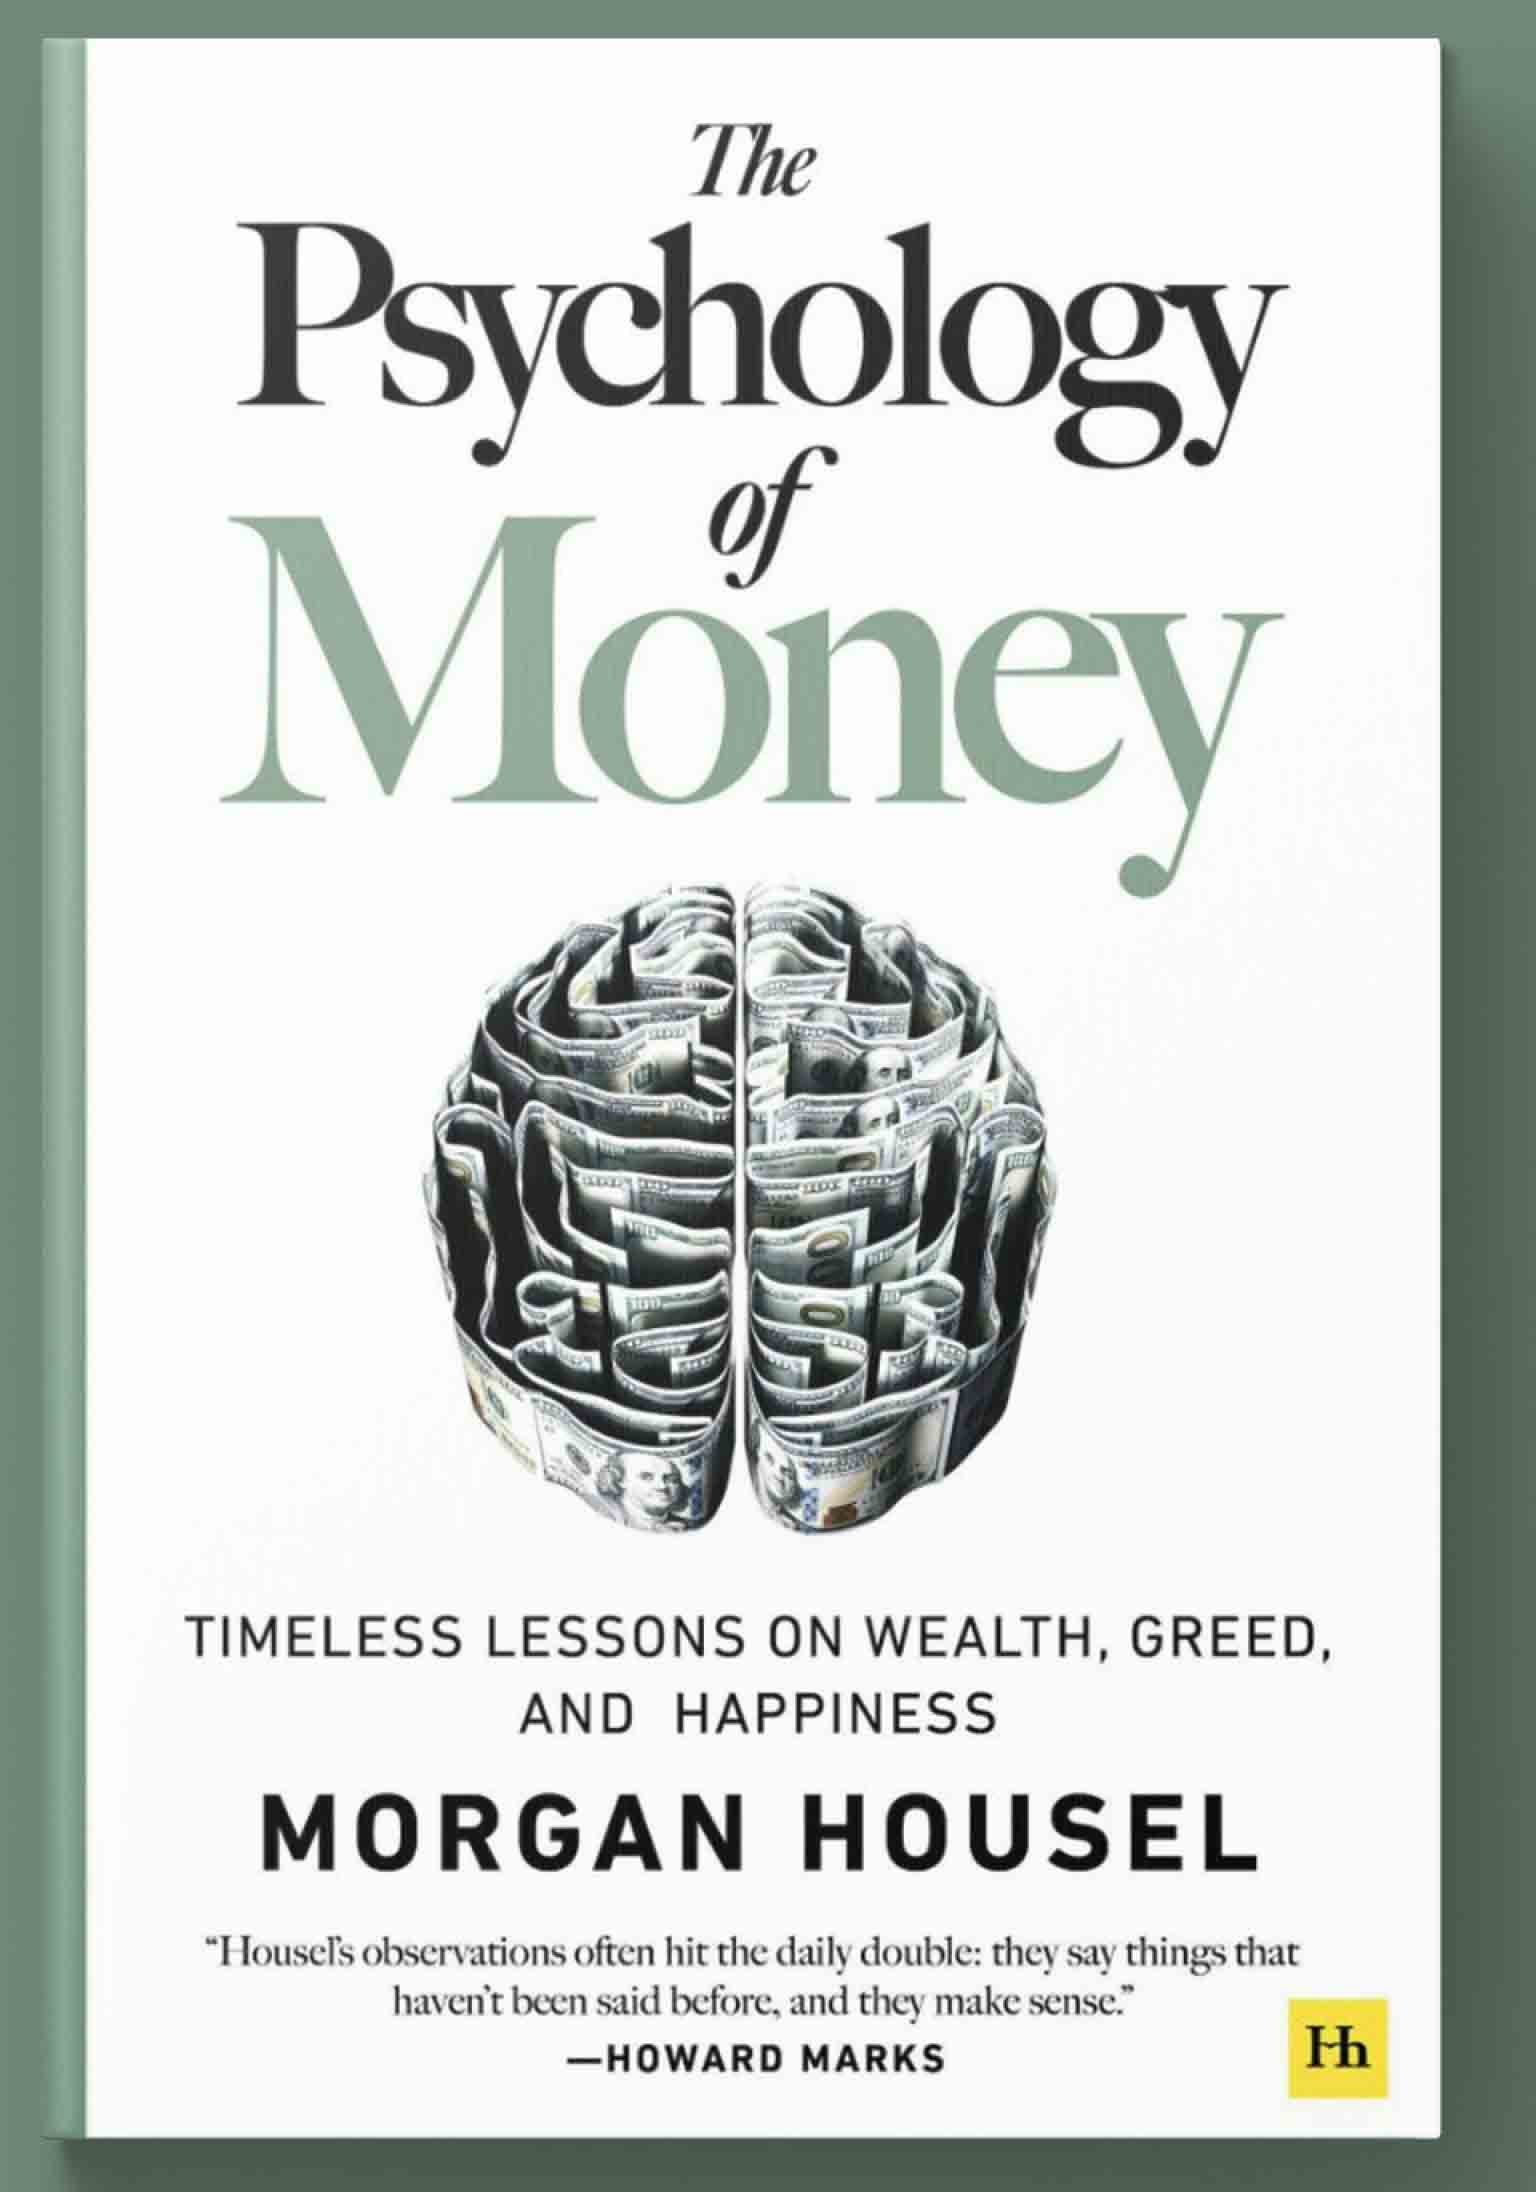 The
Psychology
of
Money
TIMELESS LESSONS ON WEALTH, GREED,
AND HAPPINESS
MORGAN HOUSEL
“Housel’s observations often hit the daily double: they say things that
haven’t been said before, and they make sense.”
—HOWARD MARKS
Hh